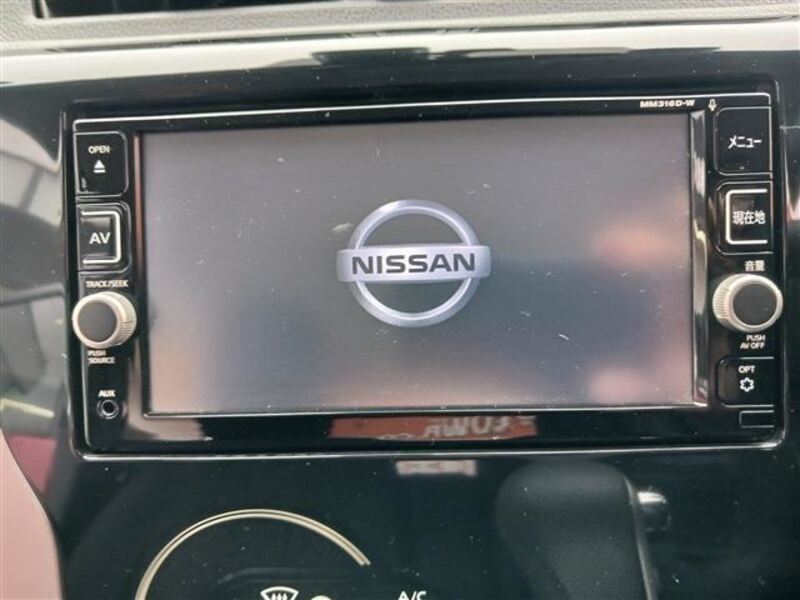 MM316D-W
OPEN
メニュー
AV
現在地
NISSAN
TRACK/SEEK
音量
PUSH
SOURCE
PUSH
AV OFF
AUX
OPT
A/C